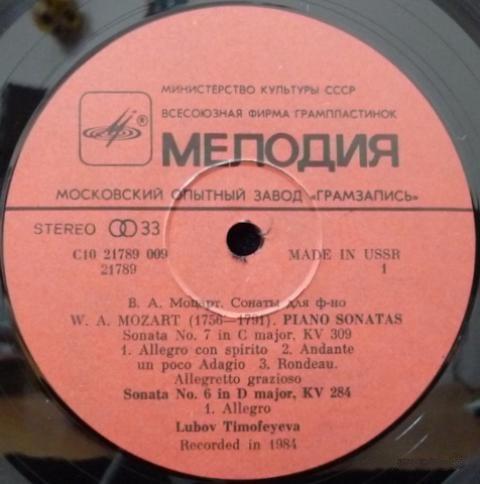 МИНИСТЕРСТВО КУЛЬТУРЫ СССР
ВСЕСОЮЗНАЯ ФИРМА ГРАМПЛАСТИНОК
МЕЛОДИЯ
МОСКОВСКИЙ ОПЫТНЫЙ ЗАВОД «ГРАМЗАПИСЬ»
STEREO 33
С10 21789 009 MADE IN USSR
21789 1
В. А. Моцарт. Сонаты для ф-но
W. A. MOZART (1756—1791). PIANO SONATAS
Sonata No. 7 in C major, KV 309
1. Allegro con spirito 2. Andante
un poco Adagio 3. Rondeau.
Allegretto grazioso
Sonata No. 6 in D major, KV 284
1. Allegro
Lubov Timofeyeva
Recorded in 1984